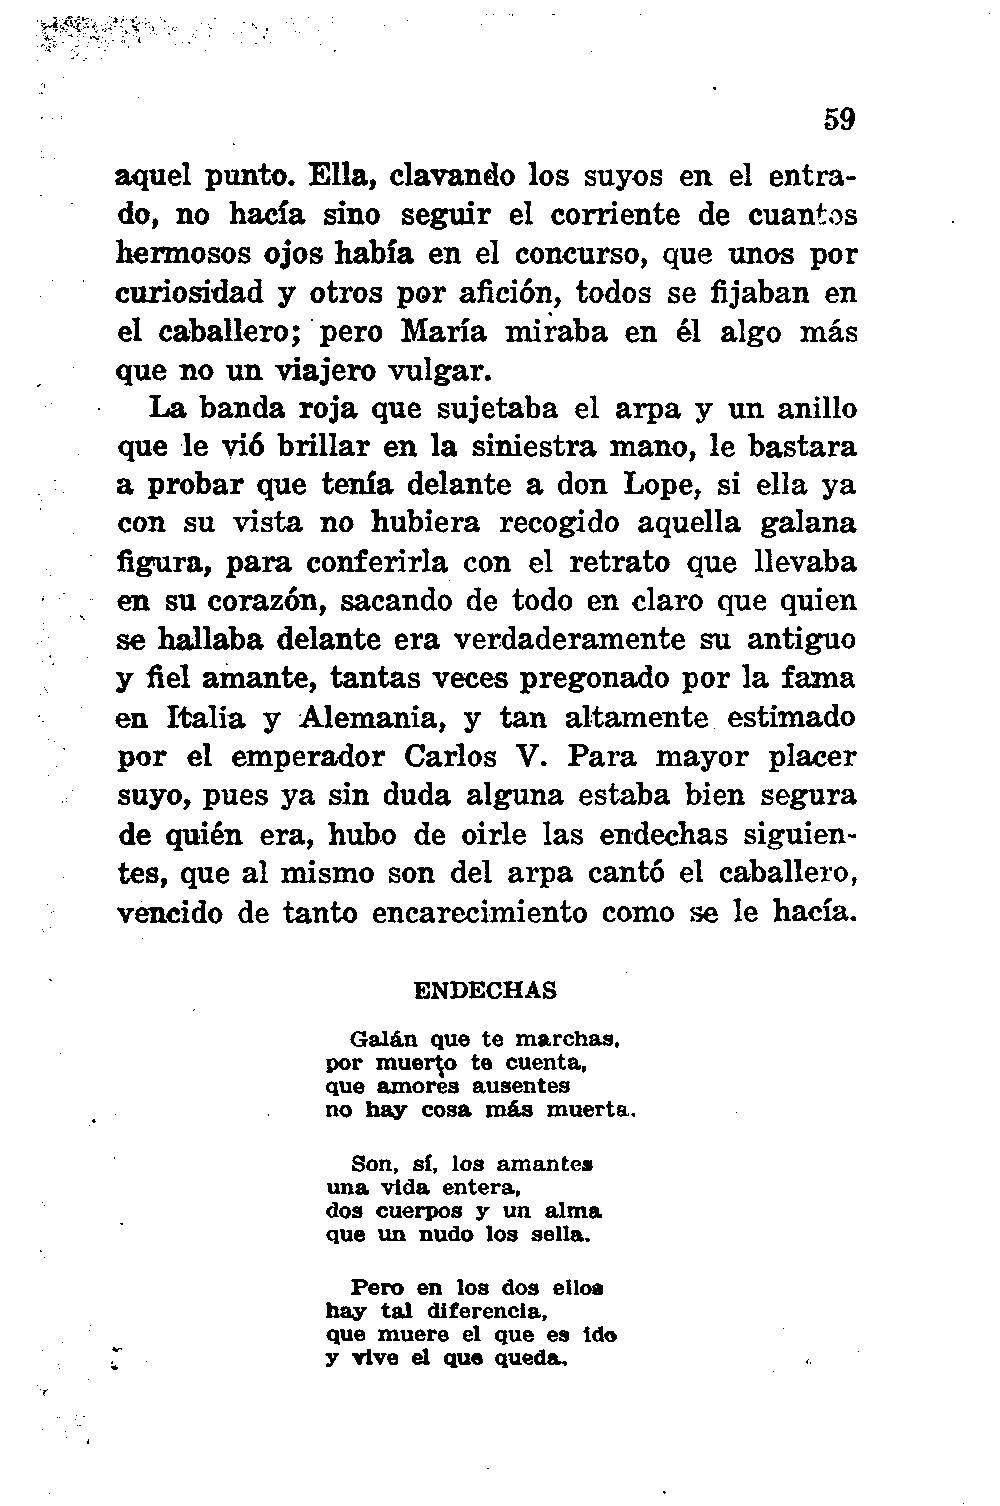 59
aquel punto. Ella, clavando los suyos en el entra-
do, no hacía sino seguir el corriente de cuantos
hermosos ojos había en el concurso, que unos por
curiosidad y otros por afición, todos se fijaban en
el caballero; pero María miraba en él algo más
que no un viajero vulgar.
La banda roja que sujetaba el arpa y un anillo
que le vió brillar en la siniestra mano, le bastara
a probar que tenía delante a don Lope, si ella ya
con su vista no hubiera recogido aquella galana
figura, para conferirla con el retrato que llevaba
en su corazón, sacando de todo en claro que quien
se hallaba delante era verdaderamente su antiguo
y fiel amante, tantas veces pregonado por la fama
en Italia y Alemania, y tan altamente estimado
por el emperador Carlos V. Para mayor placer
suyo, pues ya sin duda alguna estaba bien segura
de quién era, hubo de oirle las endechas siguien-
tes, que al mismo son del arpa cantó el caballero,
vencido de tanto encarecimiento como se le hacía.
ENDECHAS
Galán que te marchas,
por muerto te cuenta,
que amores ausentes
no hay cosa más muerta.
Son, sí, los amantes
una vida entera,
dos cuerpos y un alma
que un nudo los sella.
Pero en los dos ellos
hay tal diferencia,
que muere el que es ido
y vive el que queda.